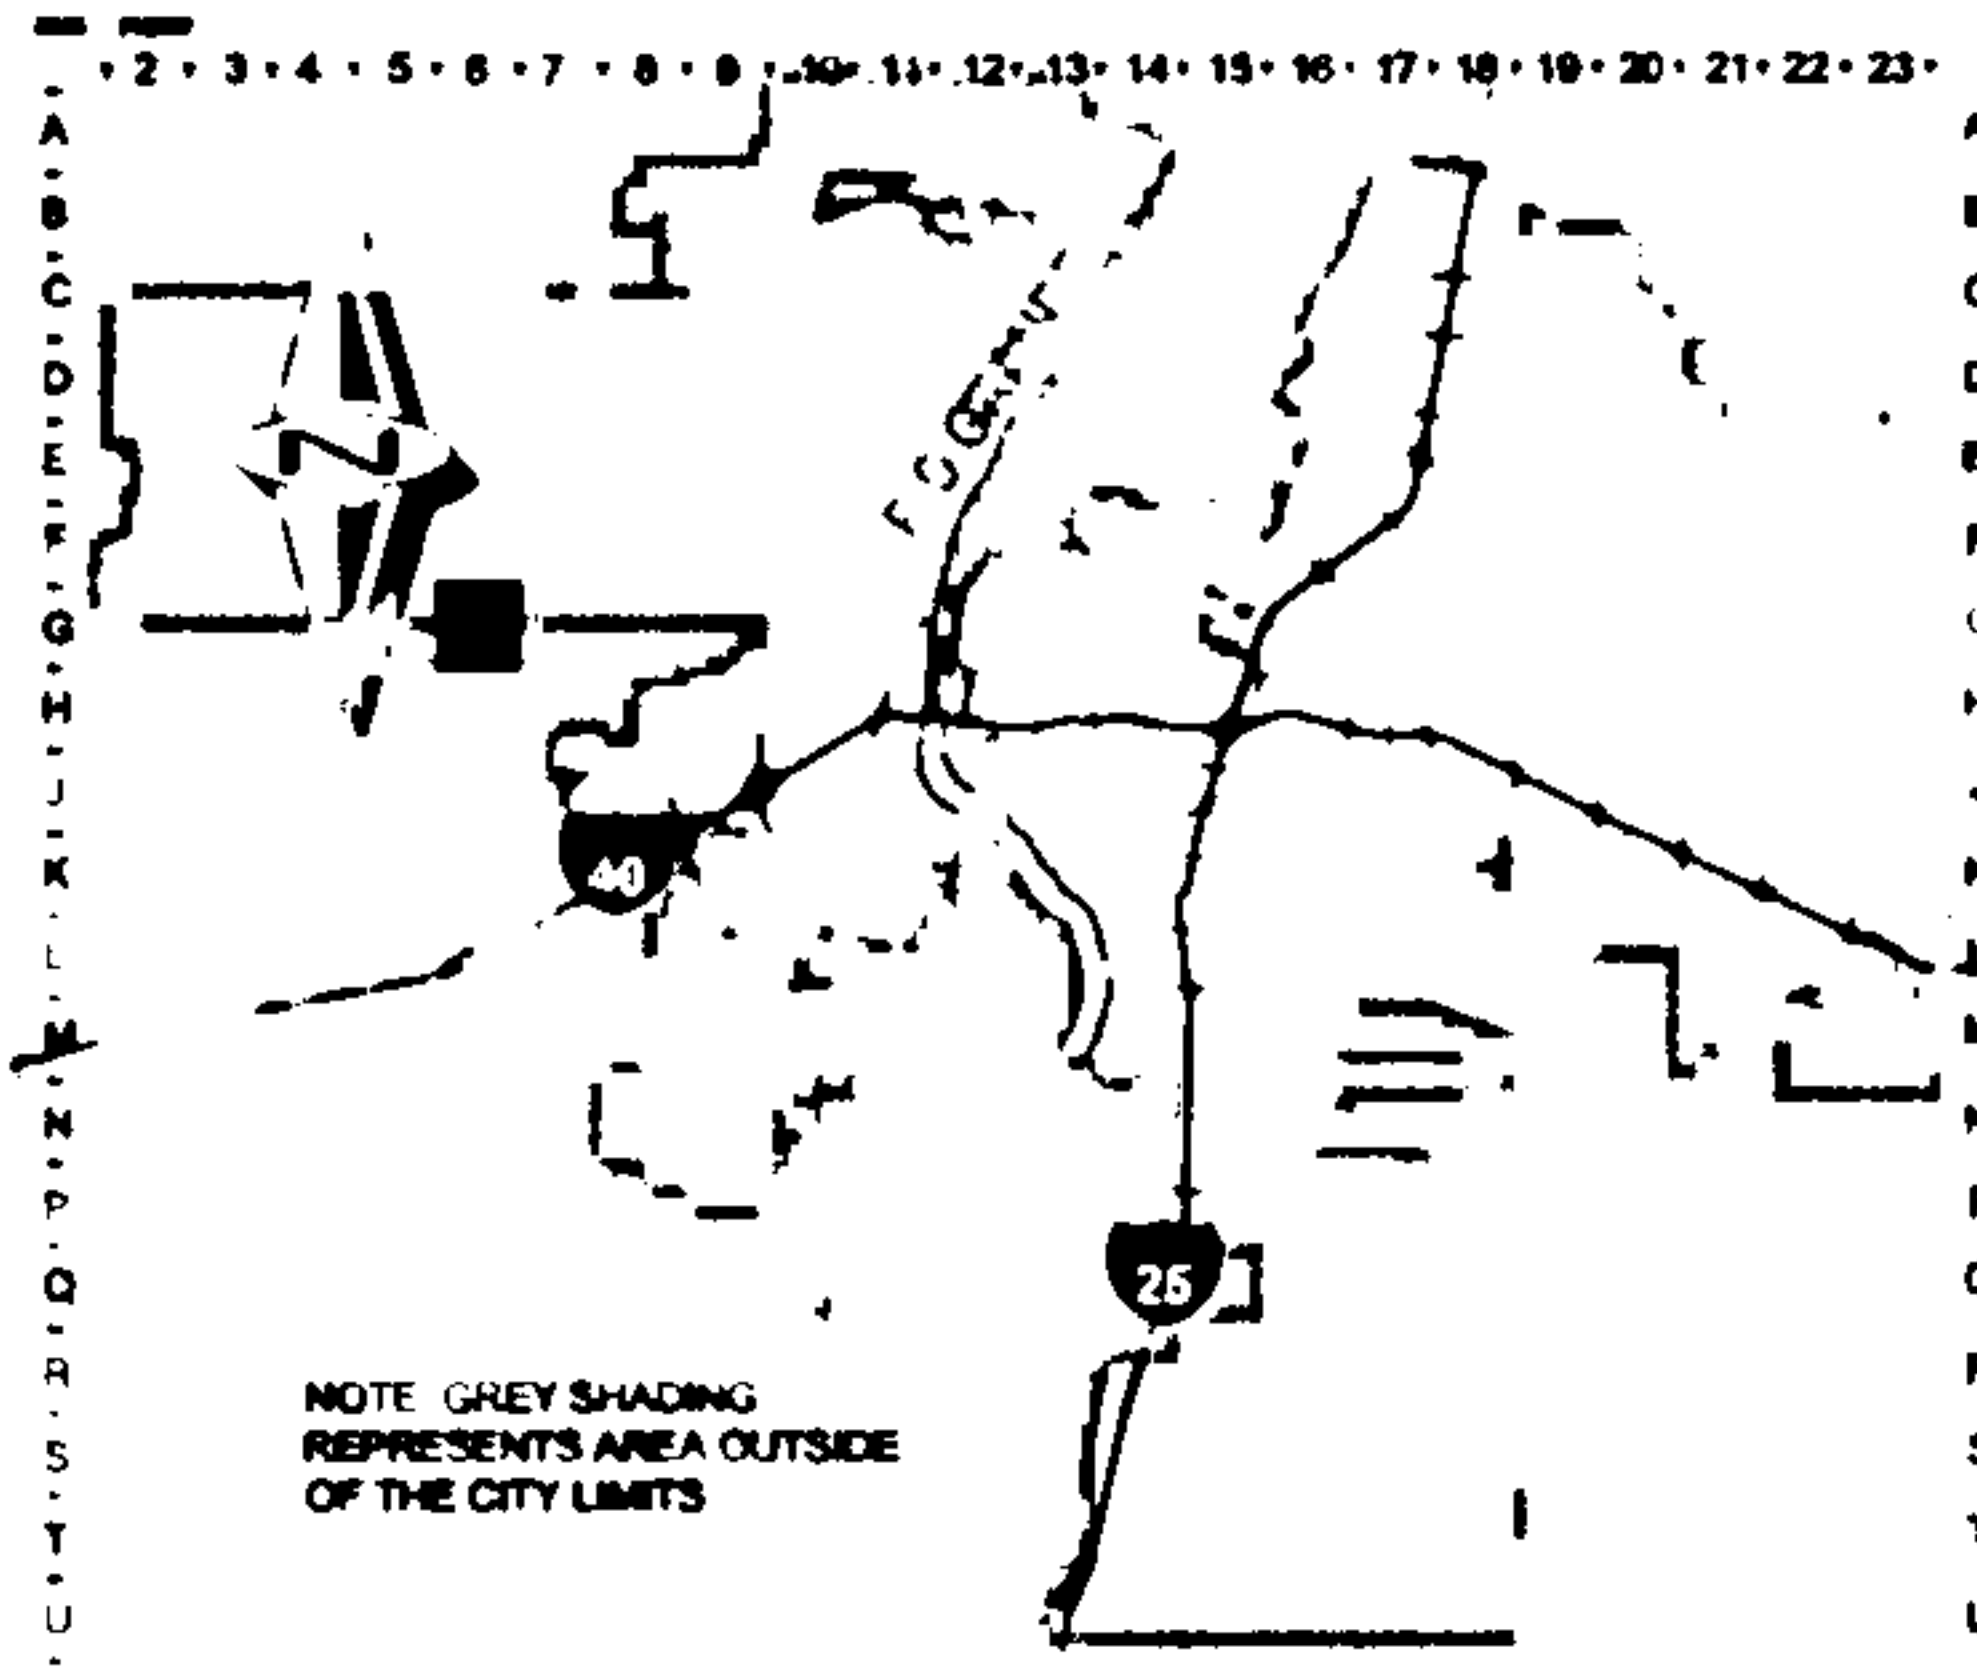 2 3 4 5 6 7 8 9 10 11 12 13 14 15 16 17 18 19 20 21 22 23
A
B
C
D
E
F
G
H
J
K
L
M
N
P
Q
R
S
T
U
N
40
25
NOTE GREY SHADING
REPRESENTS AREA OUTSIDE
OF THE CITY LIMITS